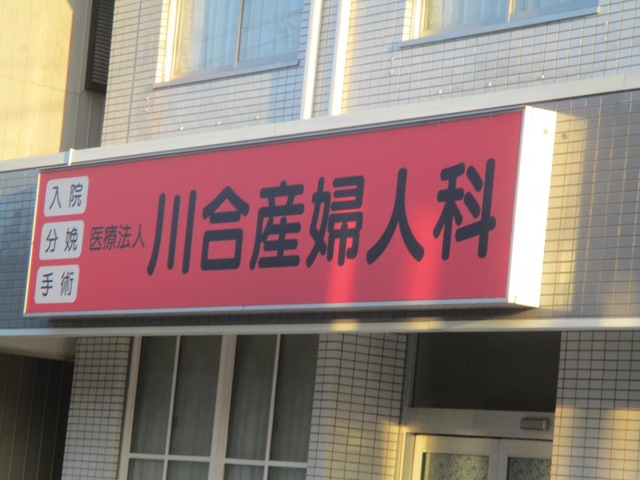 入院
分娩
手術
医療法人 川合産婦人科